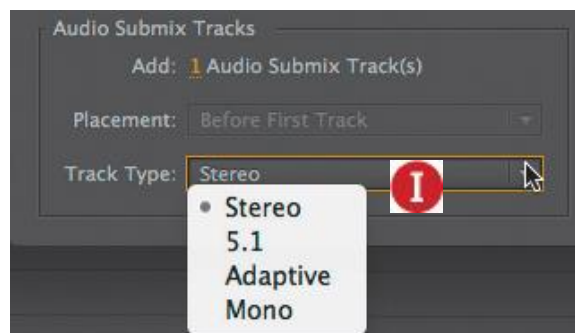 Audio Submix Tracks
Add: 1 Audio Submix Track(s)
Placement: Before First Track
Track Type: Stereo
I
Stereo
5.1
Adaptive
Mono